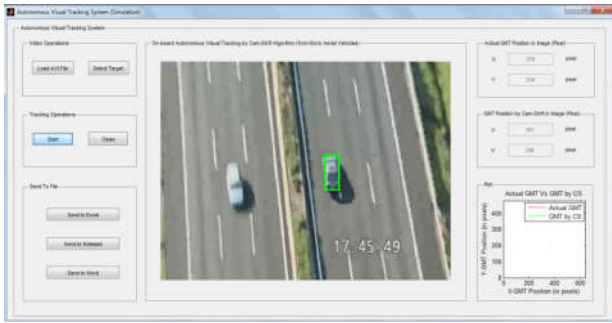 Autonomous Visual Tracking System (Simulation)
Autonomous Visual Tracking System
Video Operations
Load AVI File
Select Target
Tracking Operations
Start
Close
Send To File
Send to Excel
Send to Notepad
Send to Word
On-board Autonomous Visual Tracking by Cam-Shift Algorithm (from Micro Aerial Vehicles)
17:45:49
Actual GMT Position in Image (Pixel)
X
pixel
Y
pixel
GMT Position by Cam-Shift in Image (Pixel)
pixel
pixel
Plot
Actual GMT Vs GMT by CS
Actual GMT
GMT by CS
Y-GMT Position (in pixels)
400
300
200
100
0
0 200 400 600
X-GMT Position (in pixels)